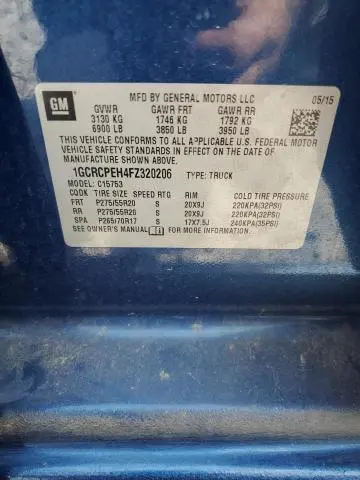 GM
MFD BY GENERAL MOTORS LLC 05/15
GVWR GAWR FRT GAWR RR
3130 KG 1746 KG 1792 KG
6900 LB 3850 LB 3950 LB
THIS VEHICLE CONFORMS TO ALL APPLICABLE U.S. FEDERAL MOTOR
VEHICLE SAFETY STANDARDS IN EFFECT ON THE DATE OF
MANUFACTURE SHOWN ABOVE.
1GCRCPEH4FZ320206 TYPE: TRUCK
MODEL: C15753
CODK TIRE SIZE SPEED RTG RIM COLD TIRE PRESSURE
FRT P275/55R20 S 20X9J 220KPA(32PSI)
RR P275/55R20 S 20X9J 220KPA(32PSI)
SPA P265/70R17 S 17X7.5J 240KPA(35PSI)
SEE OWNER'S MANUAL